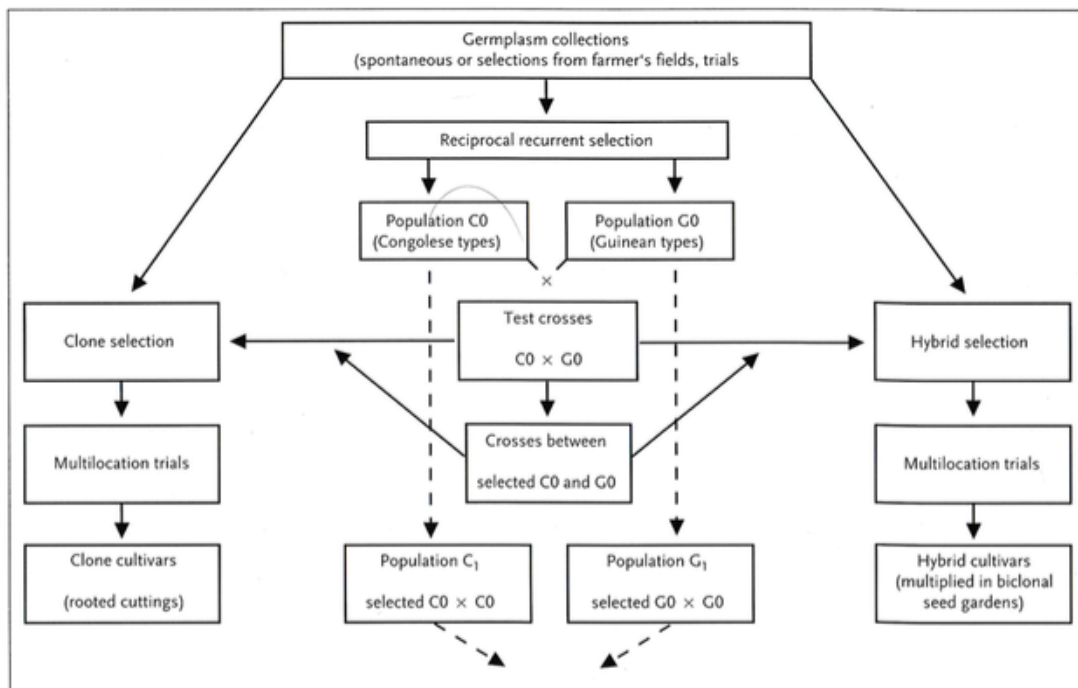 Germplasm collections
(spontaneous or selections from farmer's fields, trials
Reciprocal recurrent selection
Population C0
(Congolese types)
Population G0
(Guinean types)
×
Clone selection
Test crosses
C0 × G0
Hybrid selection
Multilocation trials
Crosses between
selected C0 and G0
Multilocation trials
Clone cultivars
(rooted cuttings)
Population C₁
selected C0 × C0
Population G₁
selected G0 × G0
Hybrid cultivars
(multiplied in biclonal
seed gardens)